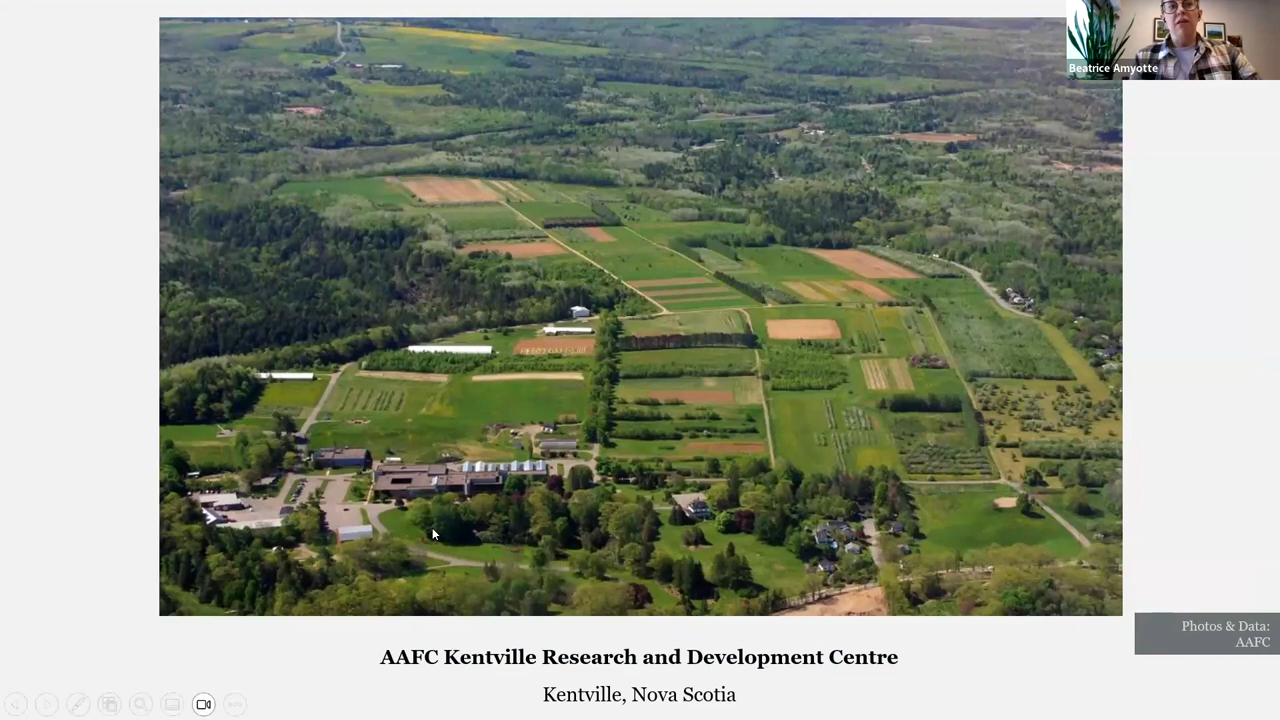 Beatrice Amyotte
Photos & Data:
AAFC
AAFC Kentville Research and Development Centre
Kentville, Nova Scotia